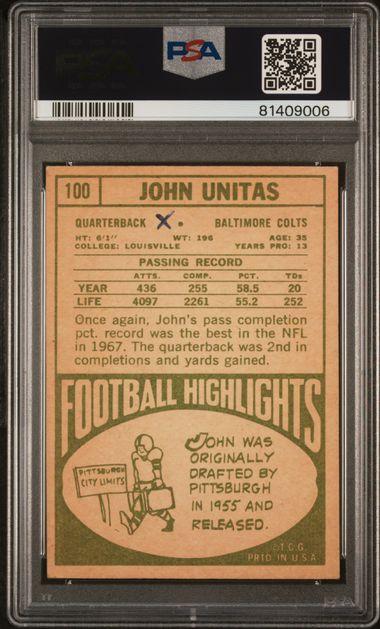 PSA
PSA
81409006
100 JOHN UNITAS
QUARTERBACK X • BALTIMORE COLTS
HT: 6'1" WT: 196 AGE: 35
COLLEGE: LOUISVILLE YEARS PRO: 13
PASSING RECORD
ATTS. COMP. PCT. TDs
YEAR 436 255 58.5 20
LIFE 4097 2261 55.2 252
Once again, John's pass completion
pct. record was the best in the NFL
in 1967. The quarterback was 2nd in
completions and yards gained.
FOOTBALL HIGHLIGHTS
PITTSBURGH
CITY LIMITS
JOHN WAS
ORIGINALLY
DRAFTED BY
PITTSBURGH
IN 1955 AND
RELEASED.
©T.C.G.
PRTD IN U.S.A.